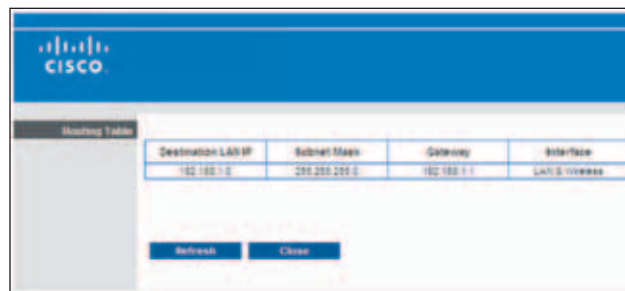 CISCO
Routing Table
Destination LAN IP Subnet Mask Gateway Interface
192.168.1.0 255.255.255.0 192.168.1.1 LAN & Wireless
Refresh Close